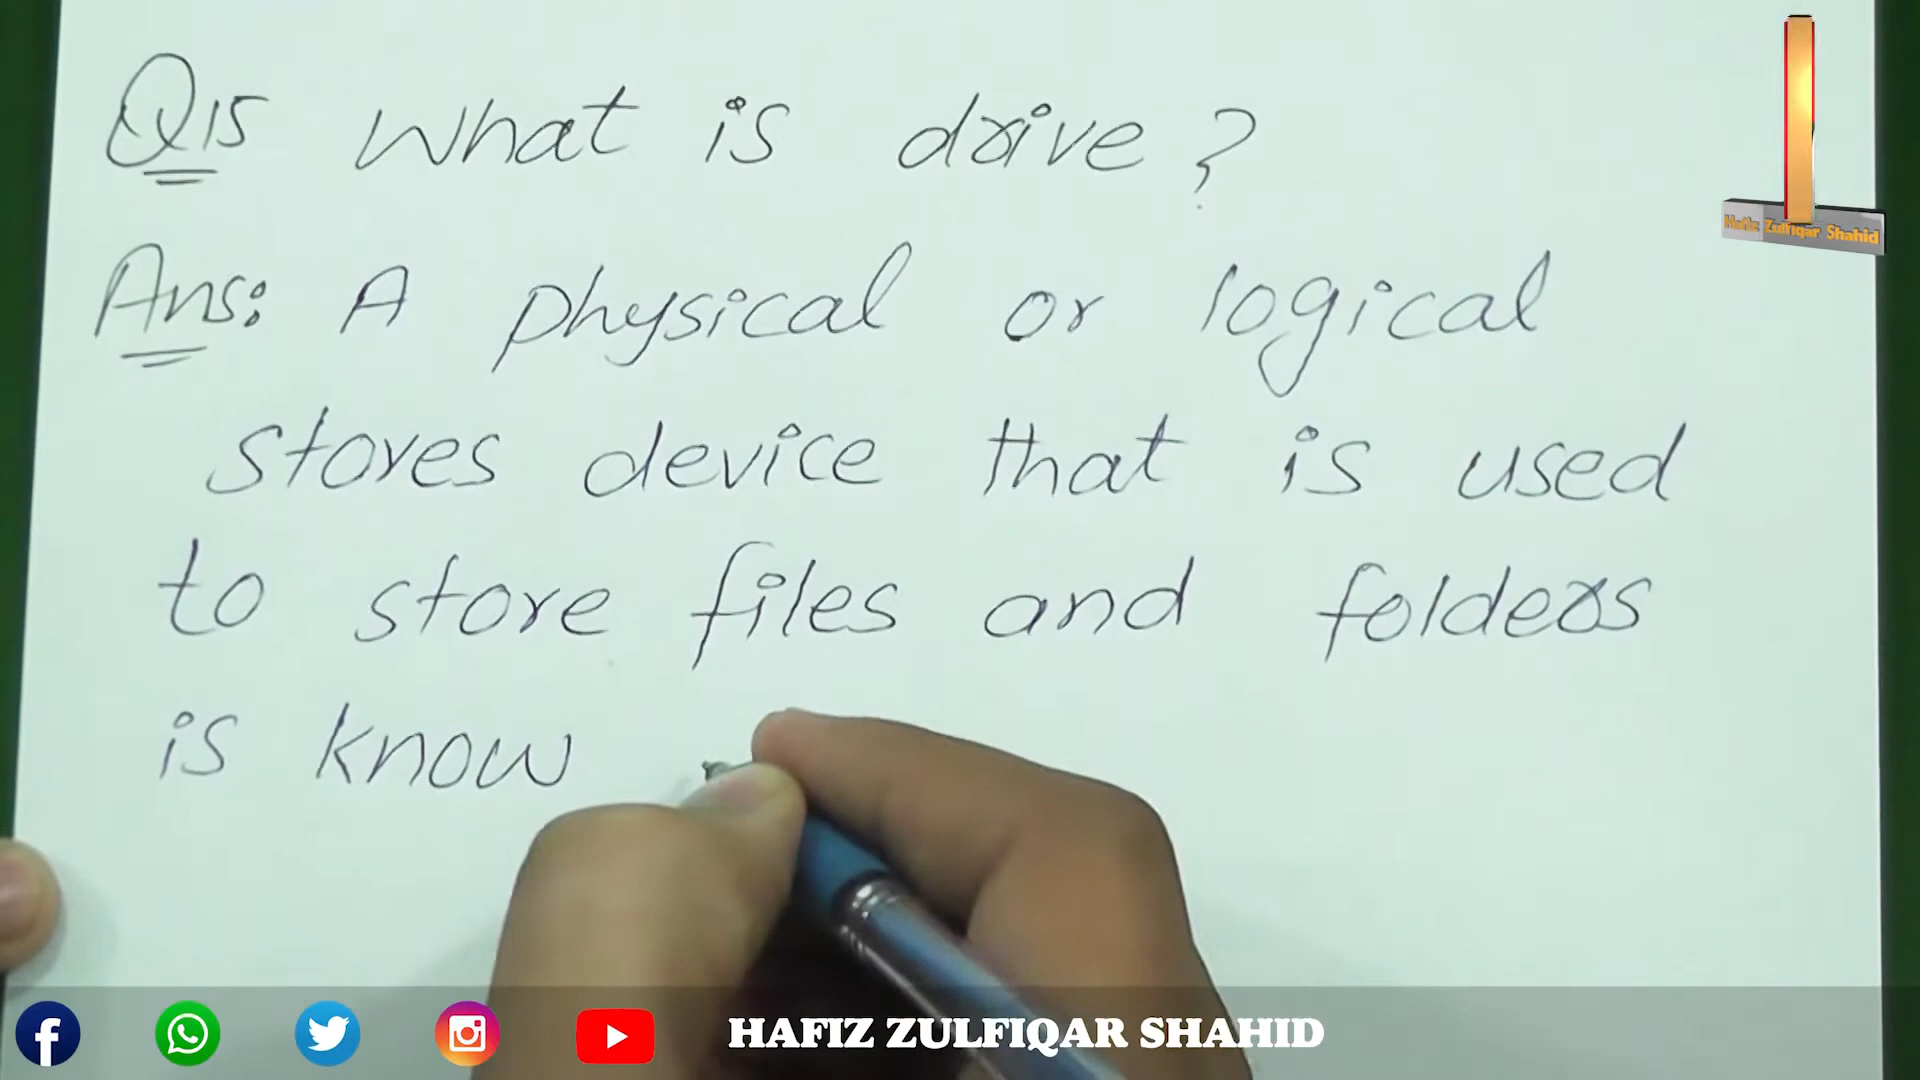 Q15 What is drive?
Ans: A physical or logical
stores device that is used
to store files and folders
is know
Hafiz Zulfiqar Shahid
HAFIZ ZULFIQAR SHAHID